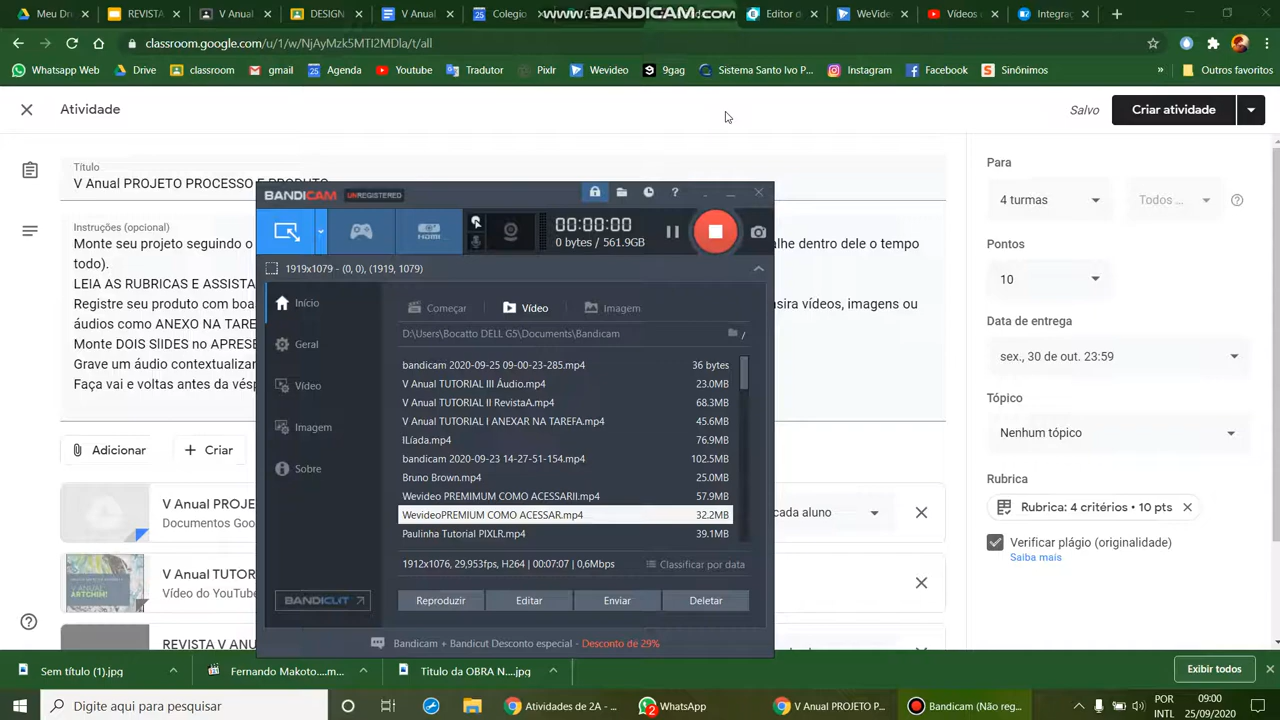 Meu Dri
REVISTA
V Anual
DESIGN
V Anual
Colegio
www.BANDICAM.com
Editor d
WeVide
Vídeos c
Integraç
classroom.google.com/u/1/w/NjAyMzk5MTI2MDla/t/all
Whatsapp Web
Drive
classroom
gmail
Agenda
Youtube
Tradutor
Pixlr
Wevideo
9gag
Sistema Santo Ivo P...
Instagram
Facebook
Sinônimos
»
Outros favoritos
Atividade
Salvo
Criar atividade
Título
V Anual PROJETO PROCESSO E PRODUTO
Instruções (opcional)
Monte seu projeto seguindo o
alhe dentro dele o tempo
todo).
LEIA AS RUBRICAS E ASSISTA
Registre seu produto com boa
sira vídeos, imagens ou
áudios como ANEXO NA TAREF
Monte DOIS SlIDES no APRESE
Grave um áudio contextualizan
Faça vai e voltas antes da vésp
Adicionar
Criar
V Anual PROJE
Documentos Goo
cada aluno
V Anual TUTOR
Vídeo do YouTube
REVISTA V ANU
Para
4 turmas
Todos ...
Pontos
10
Data de entrega
sex., 30 de out. 23:59
Tópico
Nenhum tópico
Rubrica
Rubrica: 4 critérios • 10 pts
Verificar plágio (originalidade)
Saiba mais
BANDICAM UNREGISTERED
00:00:00
0 bytes / 561.9GB
1919x1079 - (0, 0), (1919, 1079)
Início
Geral
Vídeo
Imagem
Sobre
BANDICUT
Começar
Vídeo
Imagem
D:\Users\Bocatto DELL G5\Documents\Bandicam
bandicam 2020-09-25 09-00-23-285.mp4 36 bytes
V Anual TUTORIAL III Áudio.mp4 23.0MB
V Anual TUTORIAL II RevistaA.mp4 68.3MB
V Anual TUTORIAL I ANEXAR NA TAREFA.mp4 45.6MB
ILíada.mp4 76.9MB
bandicam 2020-09-23 14-27-51-154.mp4 102.5MB
Bruno Brown.mp4 25.0MB
Wevideo PREMIMUM COMO ACESSARII.mp4 57.9MB
WevideoPREMIUM COMO ACESSAR.mp4 32.2MB
Paulinha Tutorial PIXLR.mp4 39.1MB
1912x1076, 29,953fps, H264 | 00:07:07 | 0,6Mbps
Classificar por data
Reproduzir
Editar
Enviar
Deletar
Bandicam + Bandicut Desconto especial - Desconto de 29%
Sem título (1).jpg
Fernando Makoto....m...
Titulo da OBRA N....jpg
Exibir todos
Digite aqui para pesquisar
Atividades de 2A - ...
2
WhatsApp
V Anual PROJETO P...
Bandicam (Não reg...
POR
INTL
09:00
25/09/2020